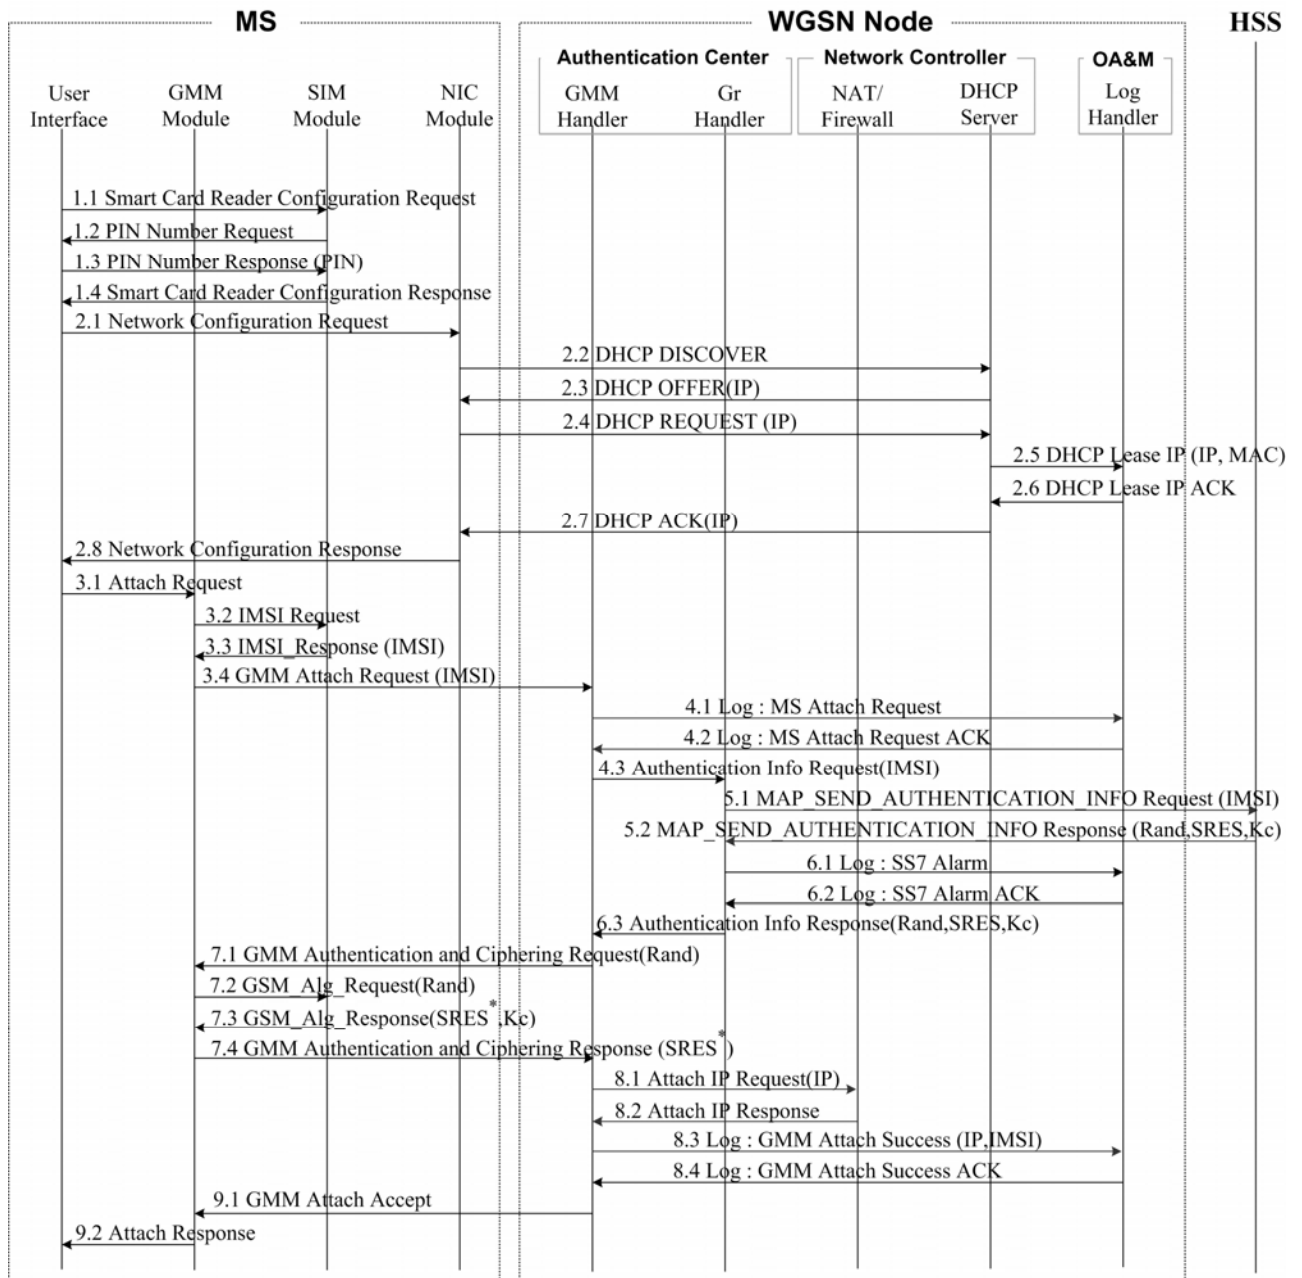 MS
WGSN Node
HSS
Authentication Center
Network Controller
OA&M
User
Interface
GMM
Module
SIM
Module
NIC
Module
GMM
Handler
Gr
Handler
NAT/
Firewall
DHCP
Server
Log
Handler
1.1 Smart Card Reader Configuration Request
1.2 PIN Number Request
1.3 PIN Number Response (PIN)
1.4 Smart Card Reader Configuration Response
2.1 Network Configuration Request
2.2 DHCP DISCOVER
2.3 DHCP OFFER(IP)
2.4 DHCP REQUEST (IP)
2.5 DHCP Lease IP (IP, MAC)
2.6 DHCP Lease IP ACK
2.7 DHCP ACK(IP)
2.8 Network Configuration Response
3.1 Attach Request
3.2 IMSI Request
3.3 IMSI_Response (IMSI)
3.4 GMM Attach Request (IMSI)
4.1 Log : MS Attach Request
4.2 Log : MS Attach Request ACK
4.3 Authentication Info Request(IMSI)
5.1 MAP_SEND_AUTHENTICATION_INFO Request (IMSI)
5.2 MAP_SEND_AUTHENTICATION_INFO Response (Rand,SRES,Kc)
6.1 Log : SS7 Alarm
6.2 Log : SS7 Alarm ACK
6.3 Authentication Info Response(Rand,SRES,Kc)
7.1 GMM Authentication and Ciphering Request(Rand)
7.2 GSM_Alg_Request(Rand)
7.3 GSM_Alg_Response(SRES*,Kc)
7.4 GMM Authentication and Ciphering Response (SRES*)
8.1 Attach IP Request(IP)
8.2 Attach IP Response
8.3 Log : GMM Attach Success (IP,IMSI)
8.4 Log : GMM Attach Success ACK
9.1 GMM Attach Accept
9.2 Attach Response